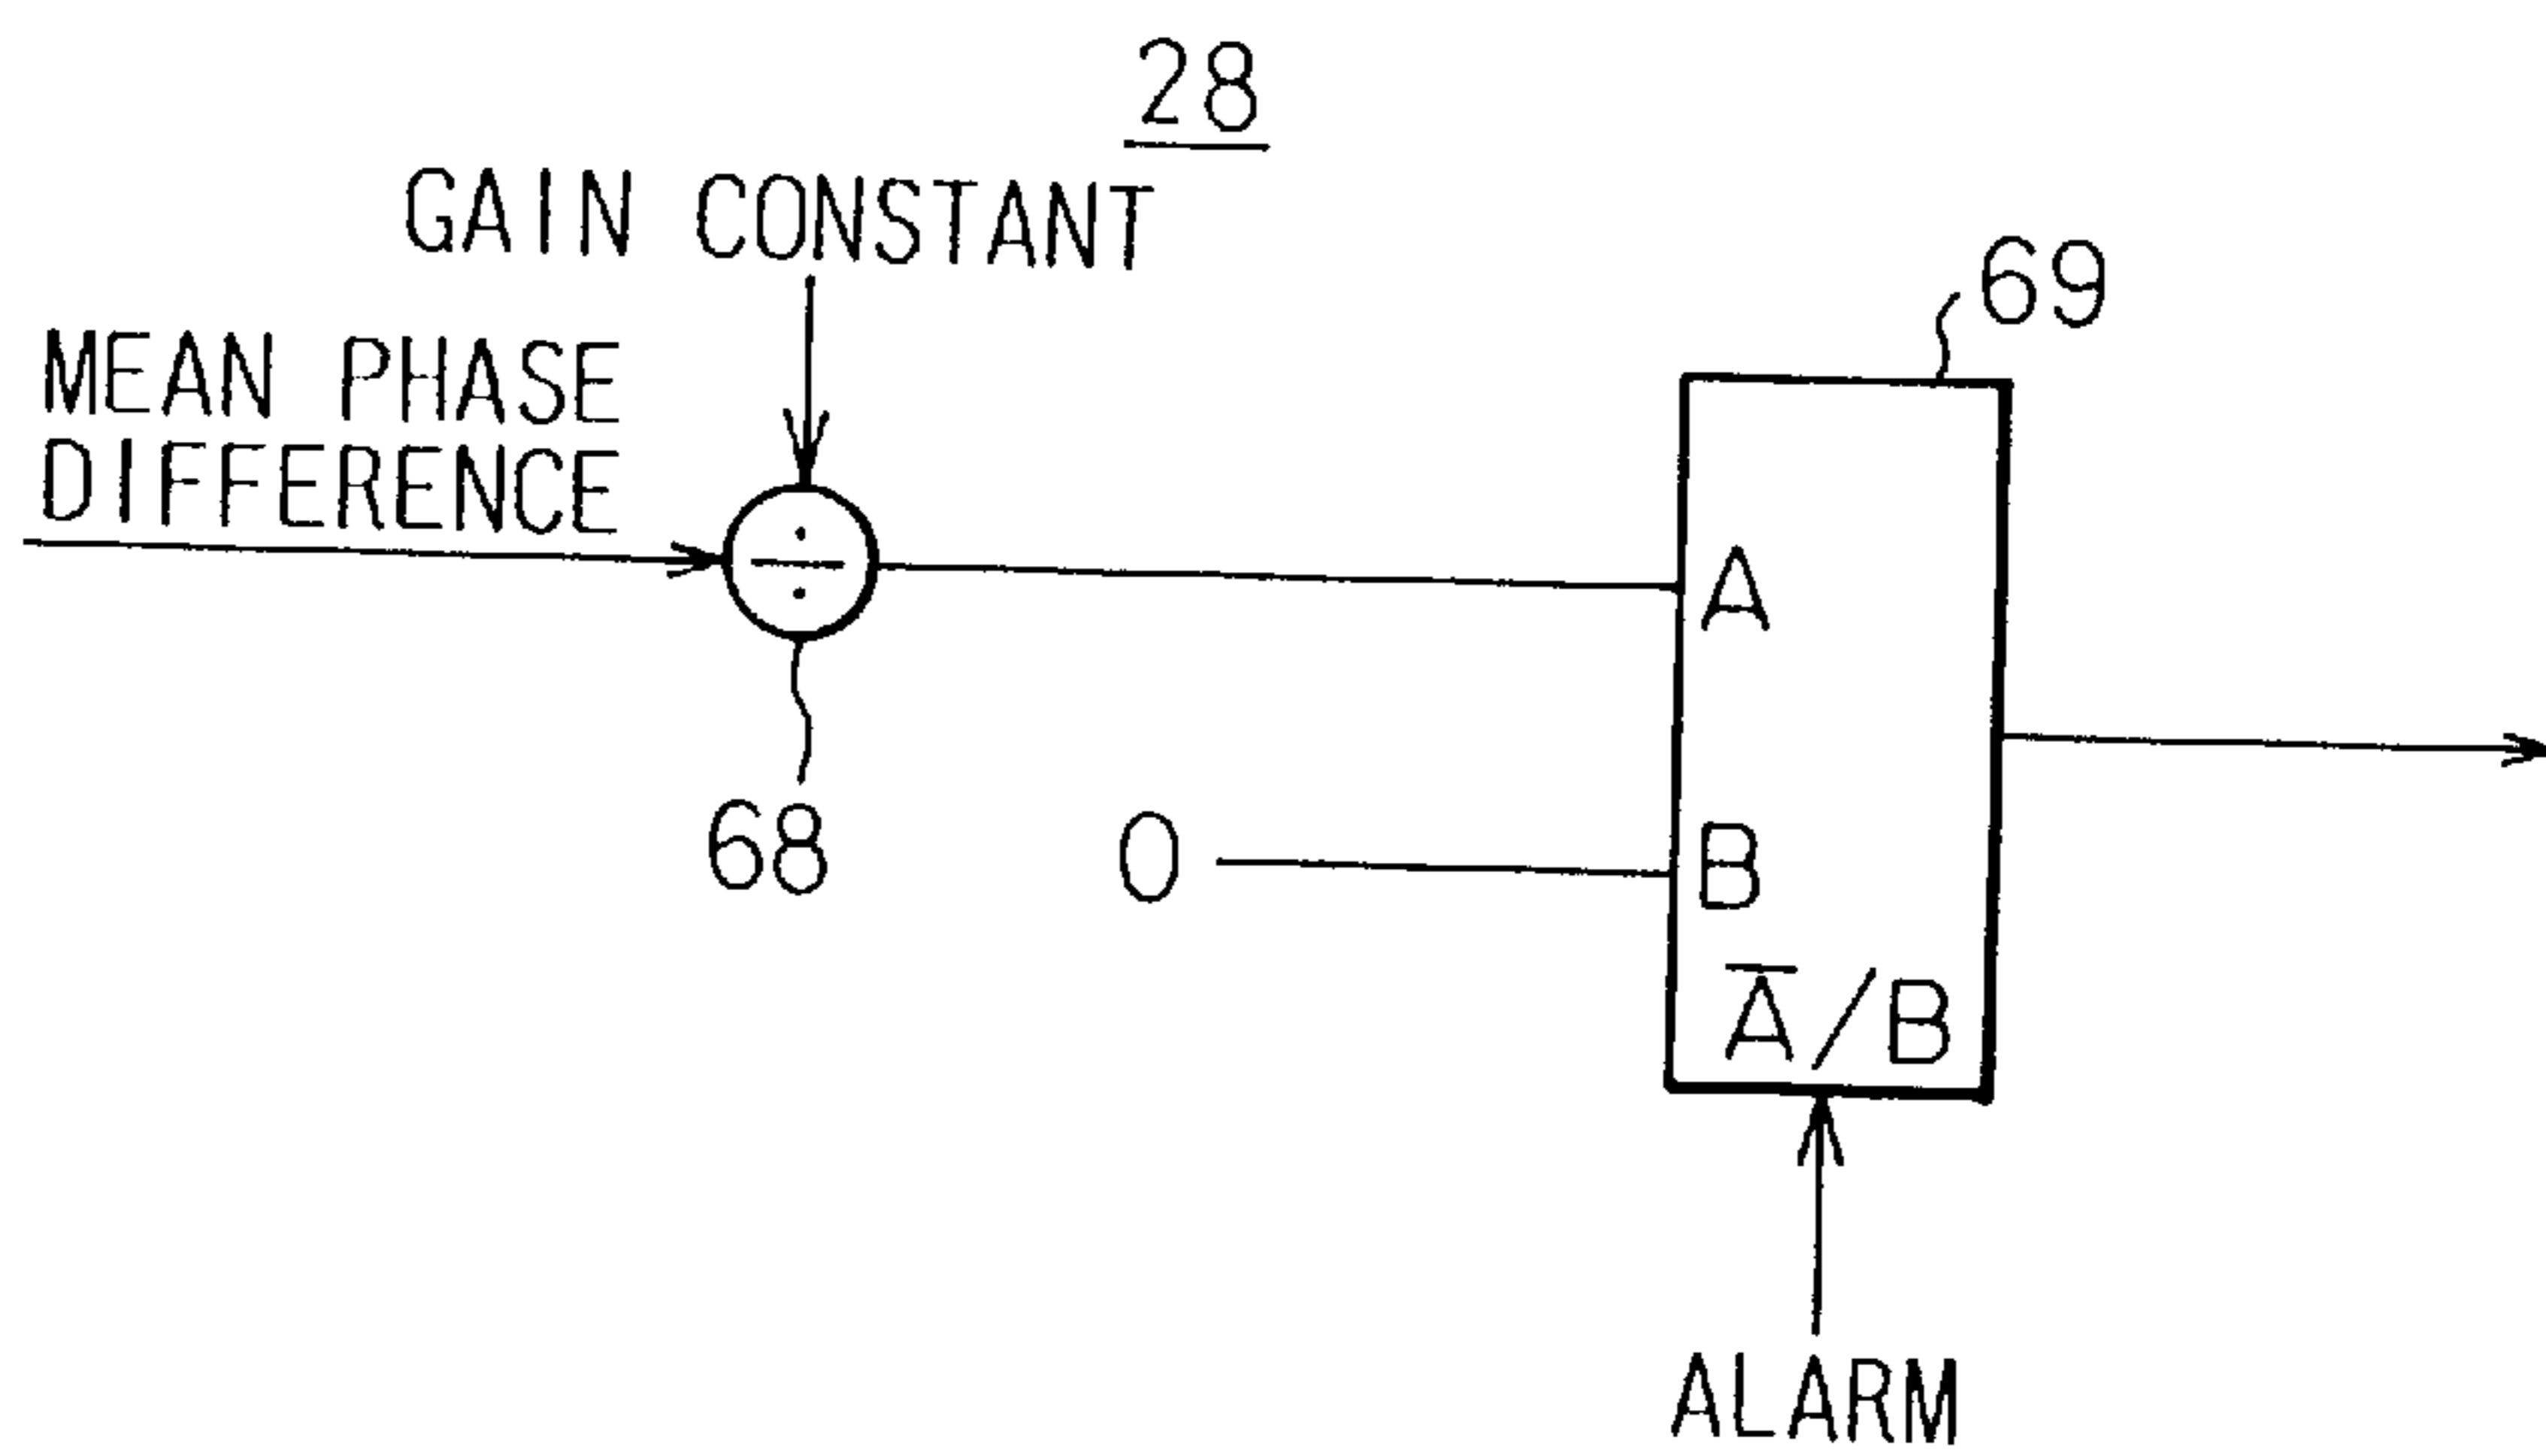 28
GAIN CONSTANT
69
MEAN PHASE
DIFFERENCE
÷
A
68
0
B
A̅/B
ALARM